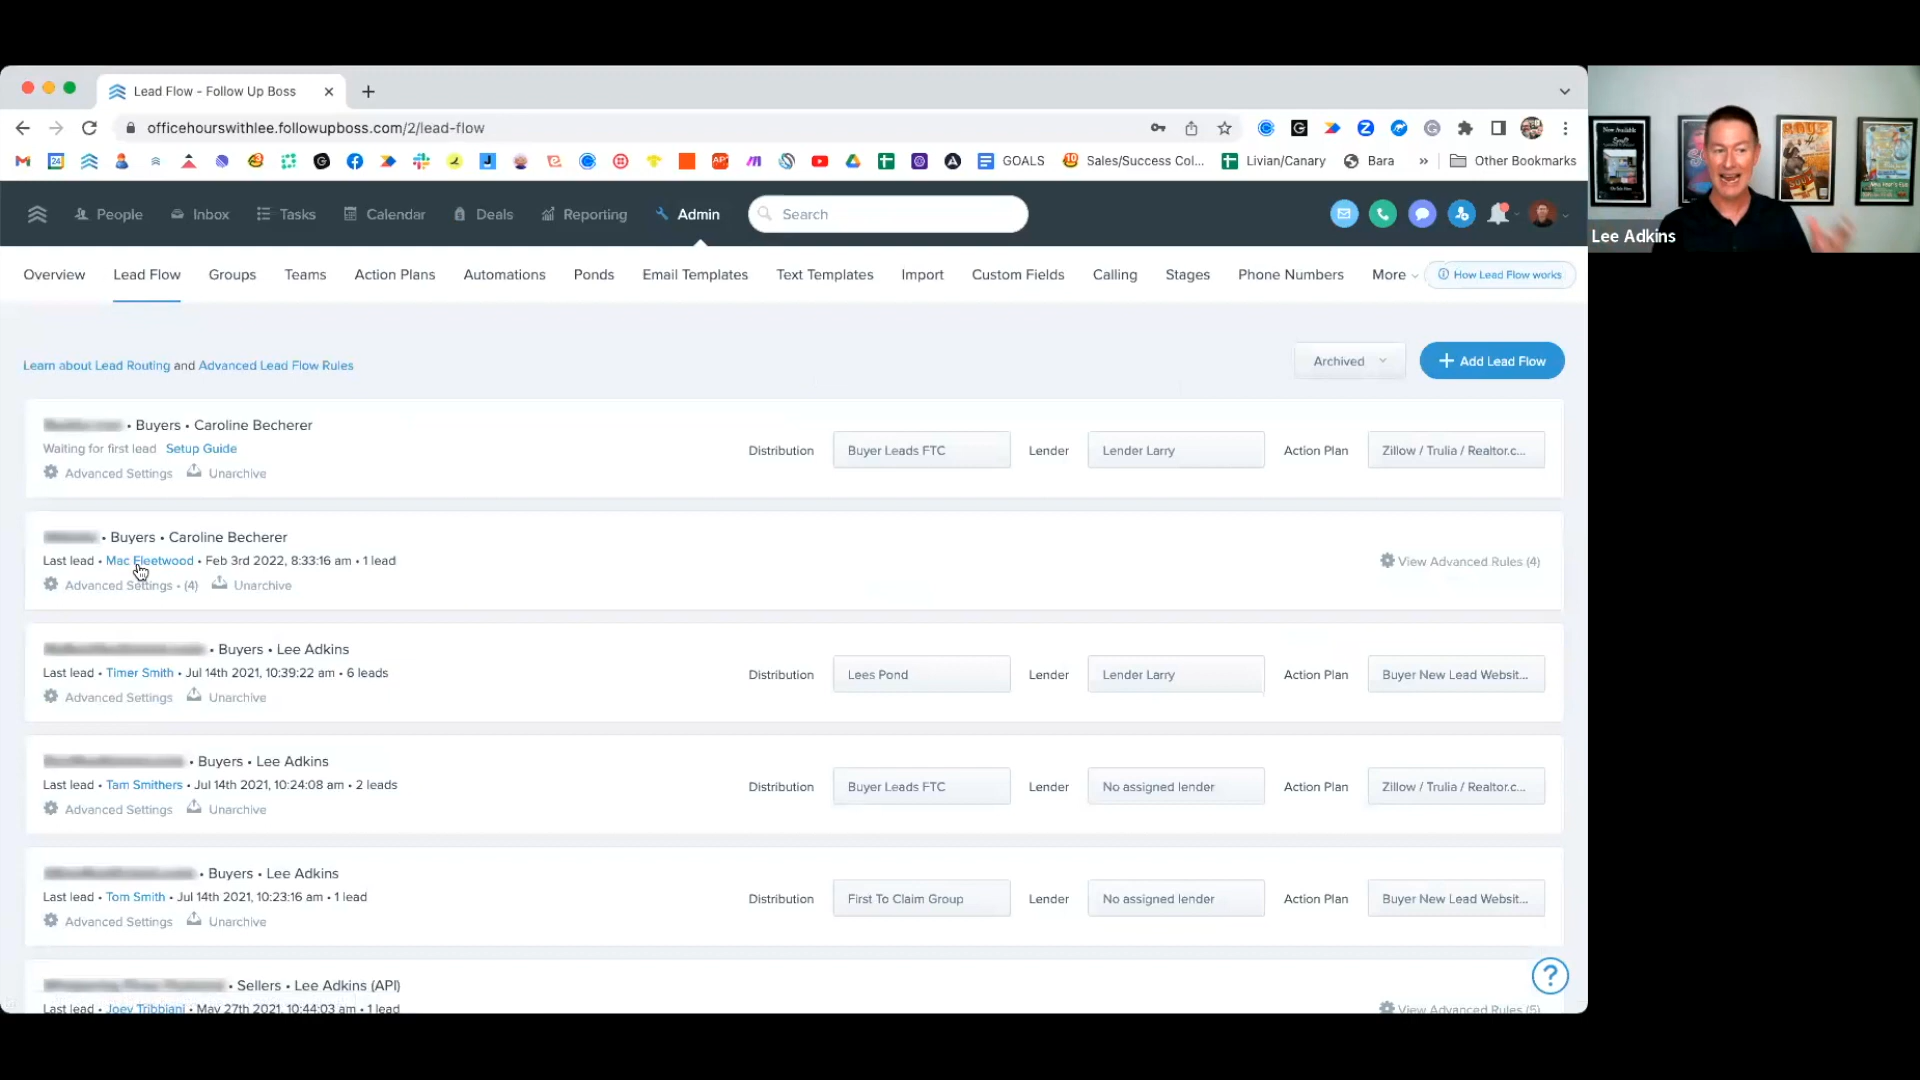 Lead Flow - Follow Up Boss
officehourswithlee.followupboss.com/2/lead-flow
GOALS
Sales/Success Col...
Livian/Canary
Bara
»
Other Bookmarks
People
Inbox
Tasks
Calendar
Deals
Reporting
Admin
Search
Lee Adkins
Overview
Lead Flow
Groups
Teams
Action Plans
Automations
Ponds
Email Templates
Text Templates
Import
Custom Fields
Calling
Stages
Phone Numbers
More
How Lead Flow works
Learn about Lead Routing and Advanced Lead Flow Rules
Archived
Add Lead Flow
• Buyers • Caroline Becherer
Waiting for first lead Setup Guide
Advanced Settings Unarchive
Distribution Buyer Leads FTC Lender Lender Larry Action Plan Zillow / Trulia / Realtor.c...
• Buyers • Caroline Becherer
Last lead • Mac Fleetwood • Feb 3rd 2022, 8:33:16 am • 1 lead
Advanced Settings • (4) Unarchive
View Advanced Rules (4)
• Buyers • Lee Adkins
Last lead • Timer Smith • Jul 14th 2021, 10:39:22 am • 6 leads
Advanced Settings Unarchive
Distribution Lees Pond Lender Lender Larry Action Plan Buyer New Lead Websit...
• Buyers • Lee Adkins
Last lead • Tam Smithers • Jul 14th 2021, 10:24:08 am • 2 leads
Advanced Settings Unarchive
Distribution Buyer Leads FTC Lender No assigned lender Action Plan Zillow / Trulia / Realtor.c...
• Buyers • Lee Adkins
Last lead • Tom Smith • Jul 14th 2021, 10:23:16 am • 1 lead
Advanced Settings Unarchive
Distribution First To Claim Group Lender No assigned lender Action Plan Buyer New Lead Websit...
• Sellers • Lee Adkins (API)
Last lead • Joey Tribbiani • May 27th 2021, 10:44:03 am • 1 lead
View Advanced Rules (5)